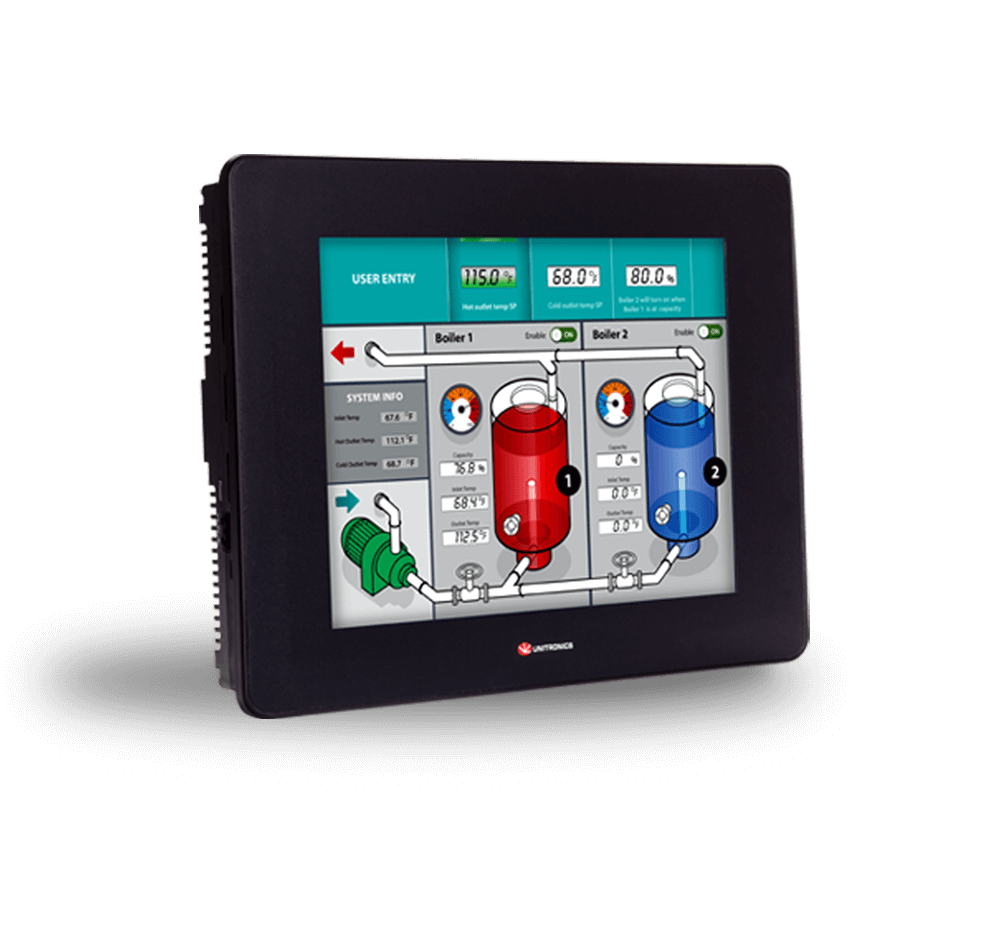 USER ENTRY
115.0 °F
68.0 °F
80.0 %
Hot outlet temp SP
Cold outlet temp SP
Boiler 2 will turn on when
Boiler 1 is at capacity
Boiler 1
Enable
ON
Boiler 2
Enable
ON
SYSTEM INFO
Inlet Temp
67.6 °F
Hot Outlet Temp
112.1 °F
Cold Outlet Temp
68.7 °F
Capacity
76.8 %
Inlet Temp
68.4 °F
Outlet Temp
112.5 °F
1
Capacity
0 %
Inlet Temp
0.0 °F
Outlet Temp
0.0 °F
2
UNITRONICS